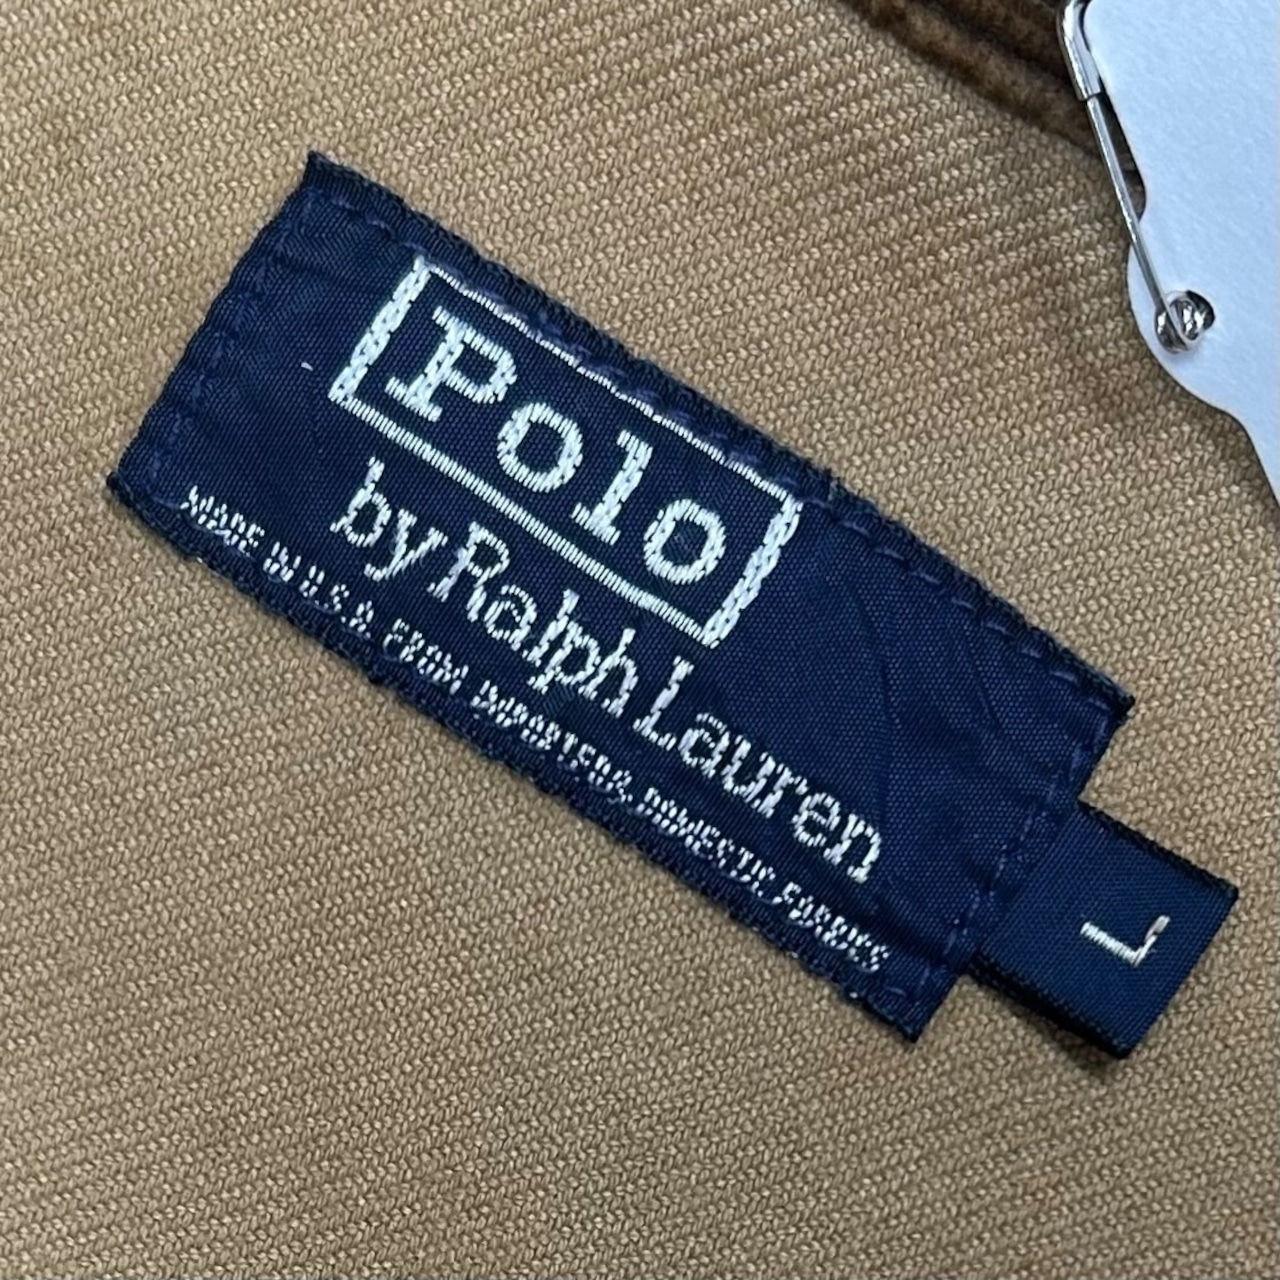 Polo
by Ralph Lauren
MADE IN U.S.A. FROM IMPORTED & DOMESTIC FABRICS
L